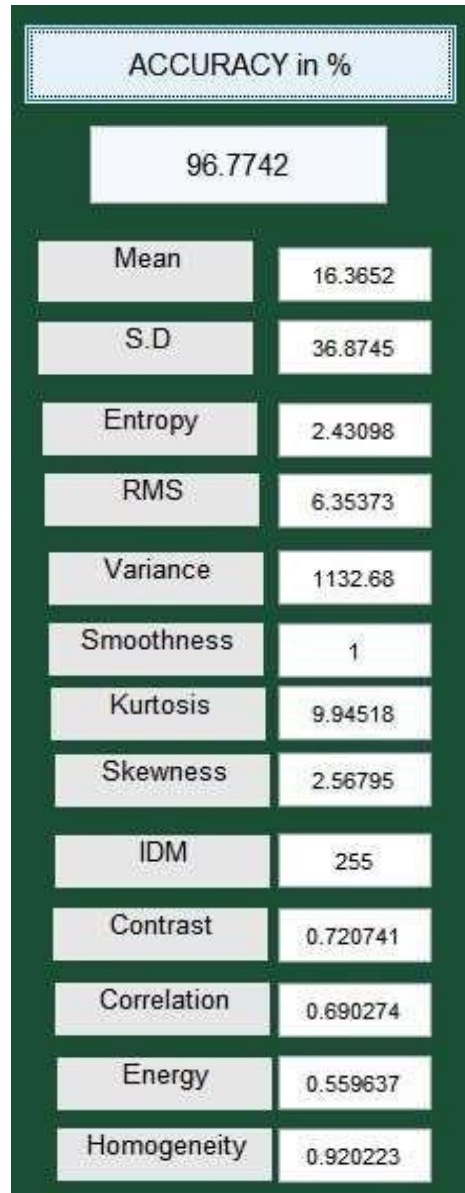 ACCURACY in %
96.7742
Mean
16.3652
S.D
36.8745
Entropy
2.43098
RMS
6.35373
Variance
1132.68
Smoothness
1
Kurtosis
9.94518
Skewness
2.56795
IDM
255
Contrast
0.720741
Correlation
0.690274
Energy
0.559637
Homogeneity
0.920223